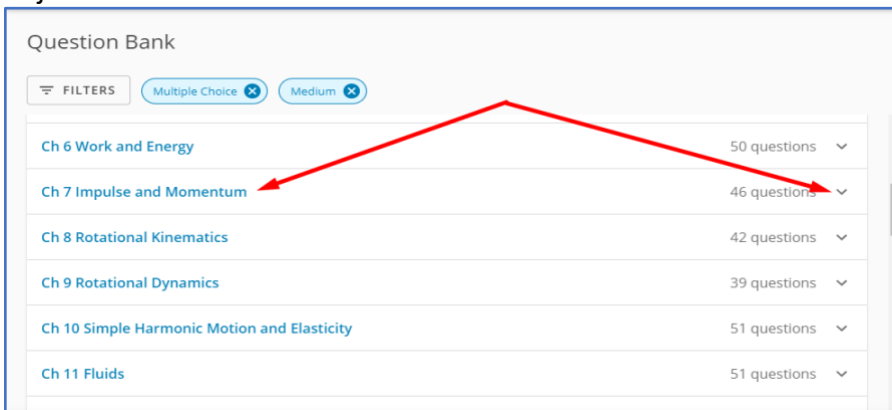 Question Bank
FILTERS Multiple Choice Medium
Ch 6 Work and Energy 50 questions
Ch 7 Impulse and Momentum 46 questions
Ch 8 Rotational Kinematics 42 questions
Ch 9 Rotational Dynamics 39 questions
Ch 10 Simple Harmonic Motion and Elasticity 51 questions
Ch 11 Fluids 51 questions